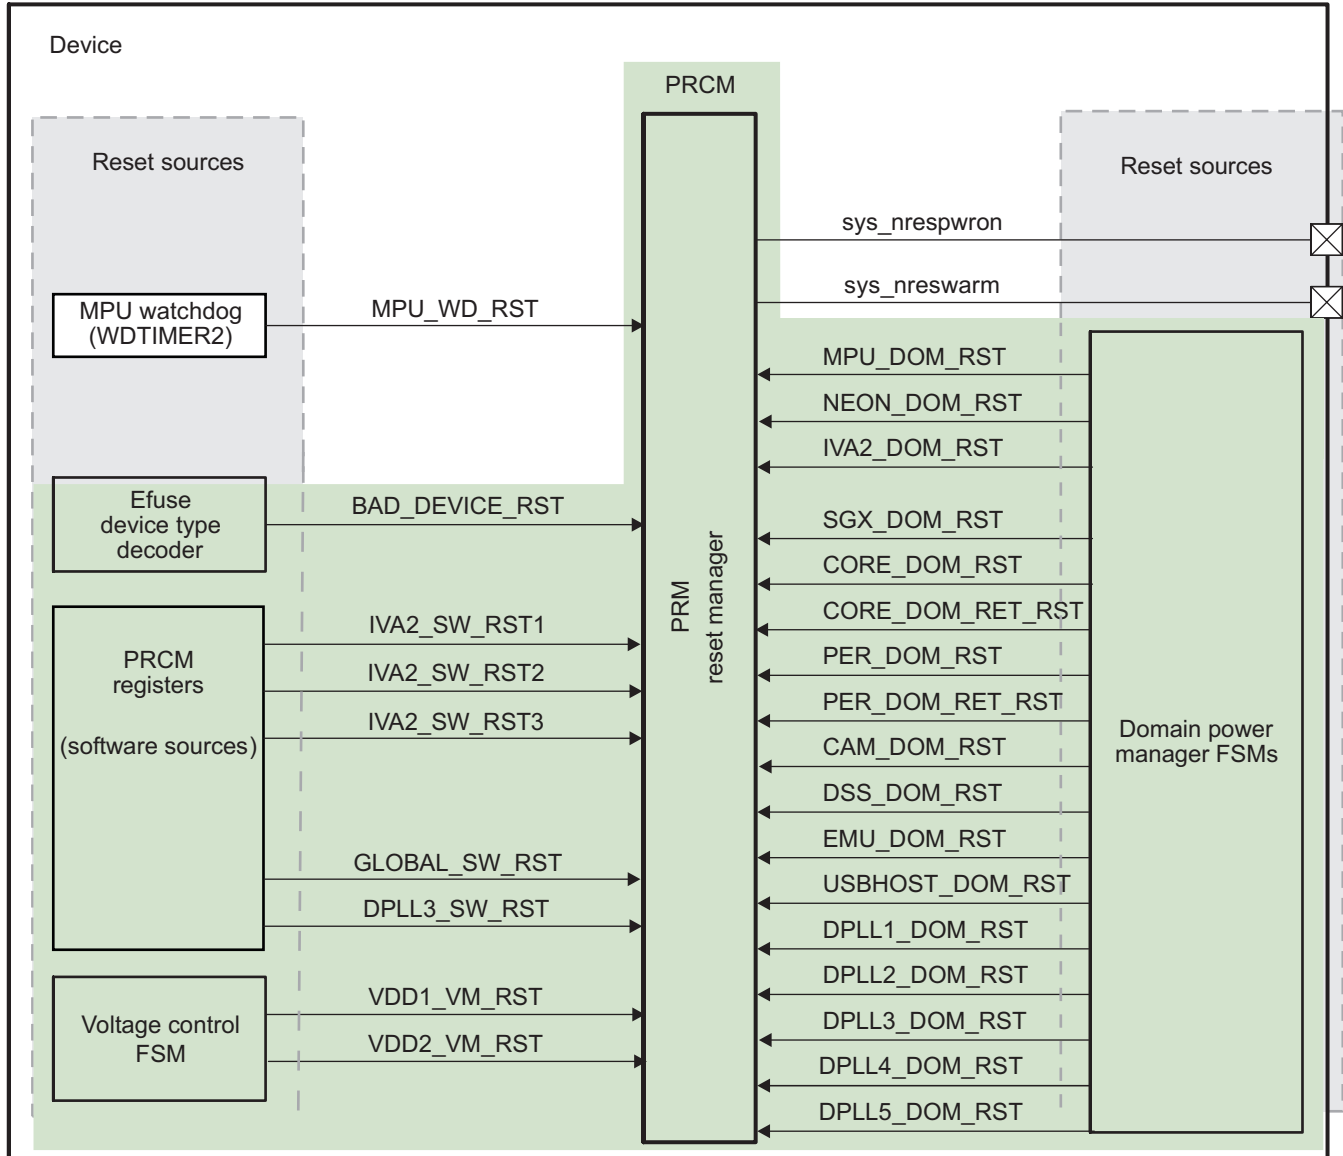 Device
PRCM
Reset sources
Reset sources
sys_nrespwron
sys_nreswarm
MPU watchdog
(WDTIMER2)
MPU_WD_RST
MPU_DOM_RST
NEON_DOM_RST
IVA2_DOM_RST
Efuse
device type
decoder
BAD_DEVICE_RST
SGX_DOM_RST
CORE_DOM_RST
CORE_DOM_RET_RST
PER_DOM_RST
PER_DOM_RET_RST
CAM_DOM_RST
DSS_DOM_RST
EMU_DOM_RST
USBHOST_DOM_RST
DPLL1_DOM_RST
DPLL2_DOM_RST
DPLL3_DOM_RST
DPLL4_DOM_RST
DPLL5_DOM_RST
PRM
reset manager
Domain power
manager FSMs
PRCM
registers
(software sources)
IVA2_SW_RST1
IVA2_SW_RST2
IVA2_SW_RST3
GLOBAL_SW_RST
DPLL3_SW_RST
Voltage control
FSM
VDD1_VM_RST
VDD2_VM_RST